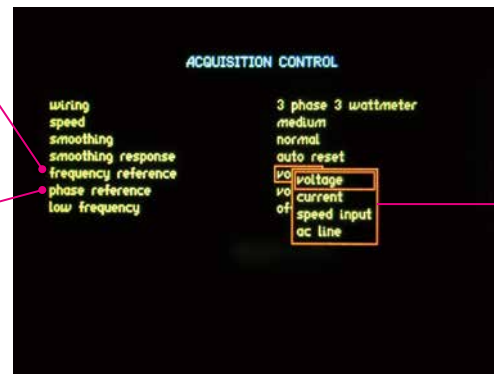 ACQUISITION CONTROL
wiring 3 phase 3 wattmeter
speed medium
smoothing normal
smoothing response auto reset
frequency reference voltage
phase reference current
low frequency speed input
ac line